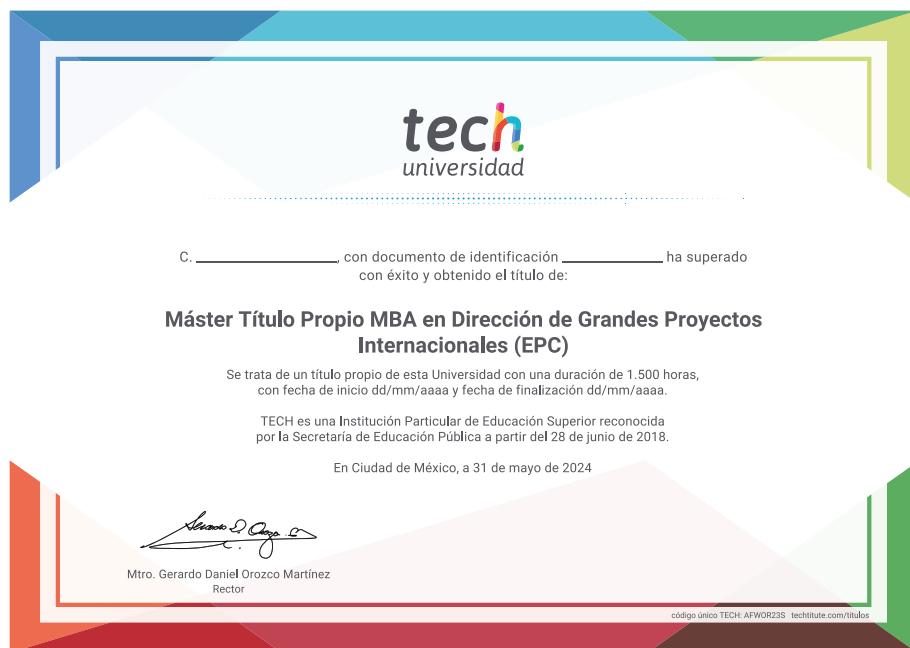 tech
universidad
C. ____________, con documento de identificación ____________ ha superado
con éxito y obtenido el título de:
Máster Título Propio MBA en Dirección de Grandes Proyectos
Internacionales (EPC)
Se trata de un título propio de esta Universidad con una duración de 1.500 horas,
con fecha de inicio dd/mm/aaaa y fecha de finalización dd/mm/aaaa.
TECH es una Institución Particular de Educación Superior reconocida
por la Secretaría de Educación Pública a partir del 28 de junio de 2018.
En Ciudad de México, a 31 de mayo de 2024
Mtro. Gerardo Daniel Orozco Martínez
Rector
código único TECH: AFWOR23S techtitute.com/titulos